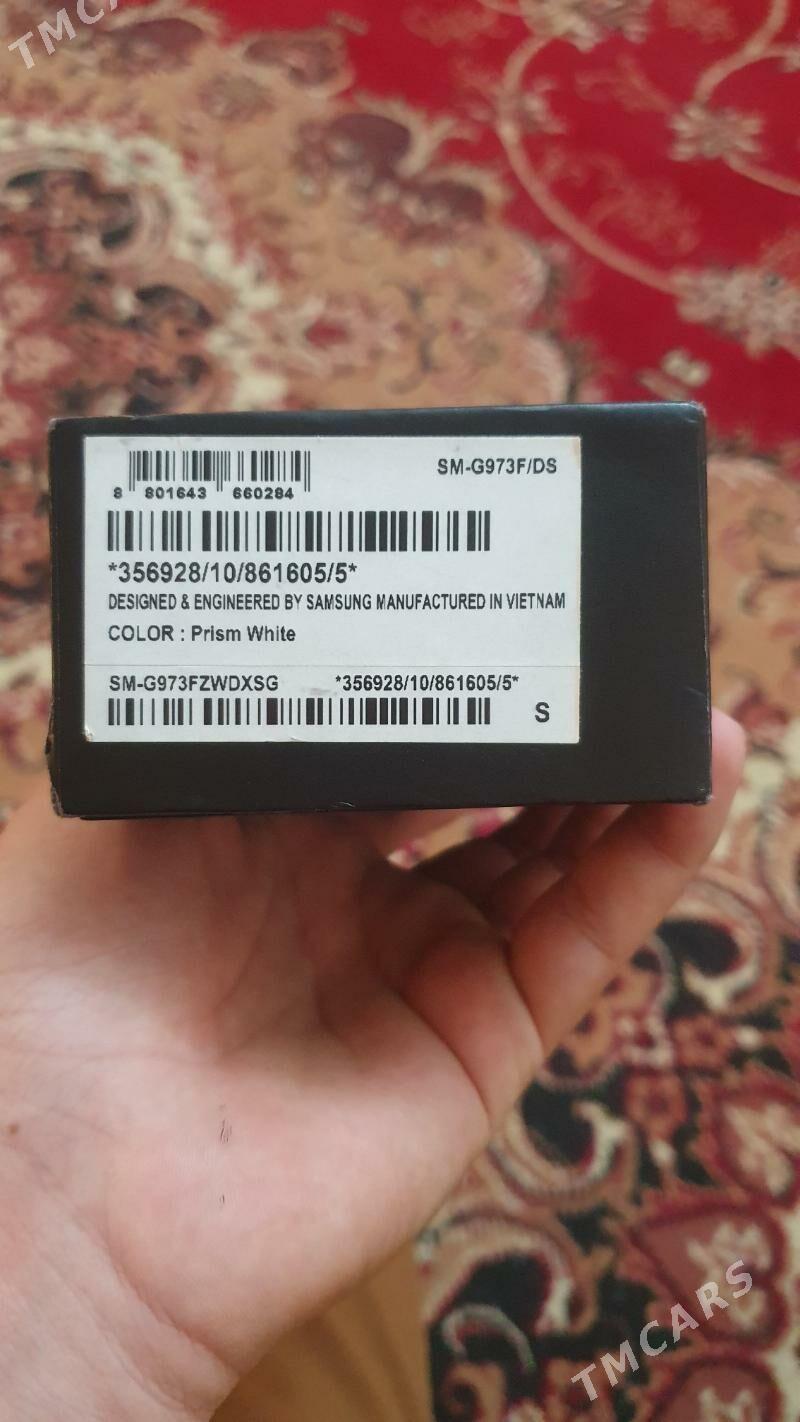 TMC
SM-G973F/DS
8 801643 660284
*356928/10/861605/5*
DESIGNED & ENGINEERED BY SAMSUNG MANUFACTURED IN VIETNAM
COLOR : Prism White
SM-G973FZWDXSG *356928/10/861605/5*
S
TMCARS